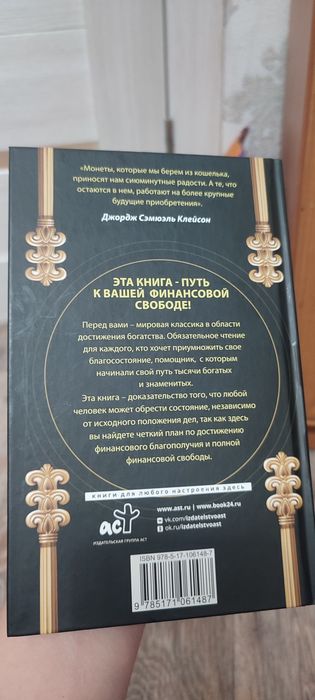 «Монеты, которые мы берем из кошелька,
приносят нам сиюминутные радости. А те, что
остаются в нем, работают на более крупные
будущие приобретения».
Джордж Сэмюэль Клейсон
ЭТА КНИГА - ПУТЬ
К ВАШЕЙ ФИНАНСОВОЙ
СВОБОДЕ!
Перед вами – мировая классика в области
достижения богатства. Обязательное чтение
для каждого, кто хочет приумножить свое
благосостояние, помощник, с которым
начинали свой путь тысячи богатых
и знаменитых.
Эта книга – доказательство того, что любой
человек может обрести состояние, независимо
от исходного положения дел, так как здесь
вы найдете четкий план по достижению
финансового благополучия и полной
финансовой свободы.
книги для любого настроения здесь
аст
ИЗДАТЕЛЬСКАЯ ГРУППА АСТ
www.ast.ru | www.book24.ru
vk.com/izdatelstvoast
ok.ru/izdatelstvoast
ISBN 978-5-17-106148-7
9 785171 061487